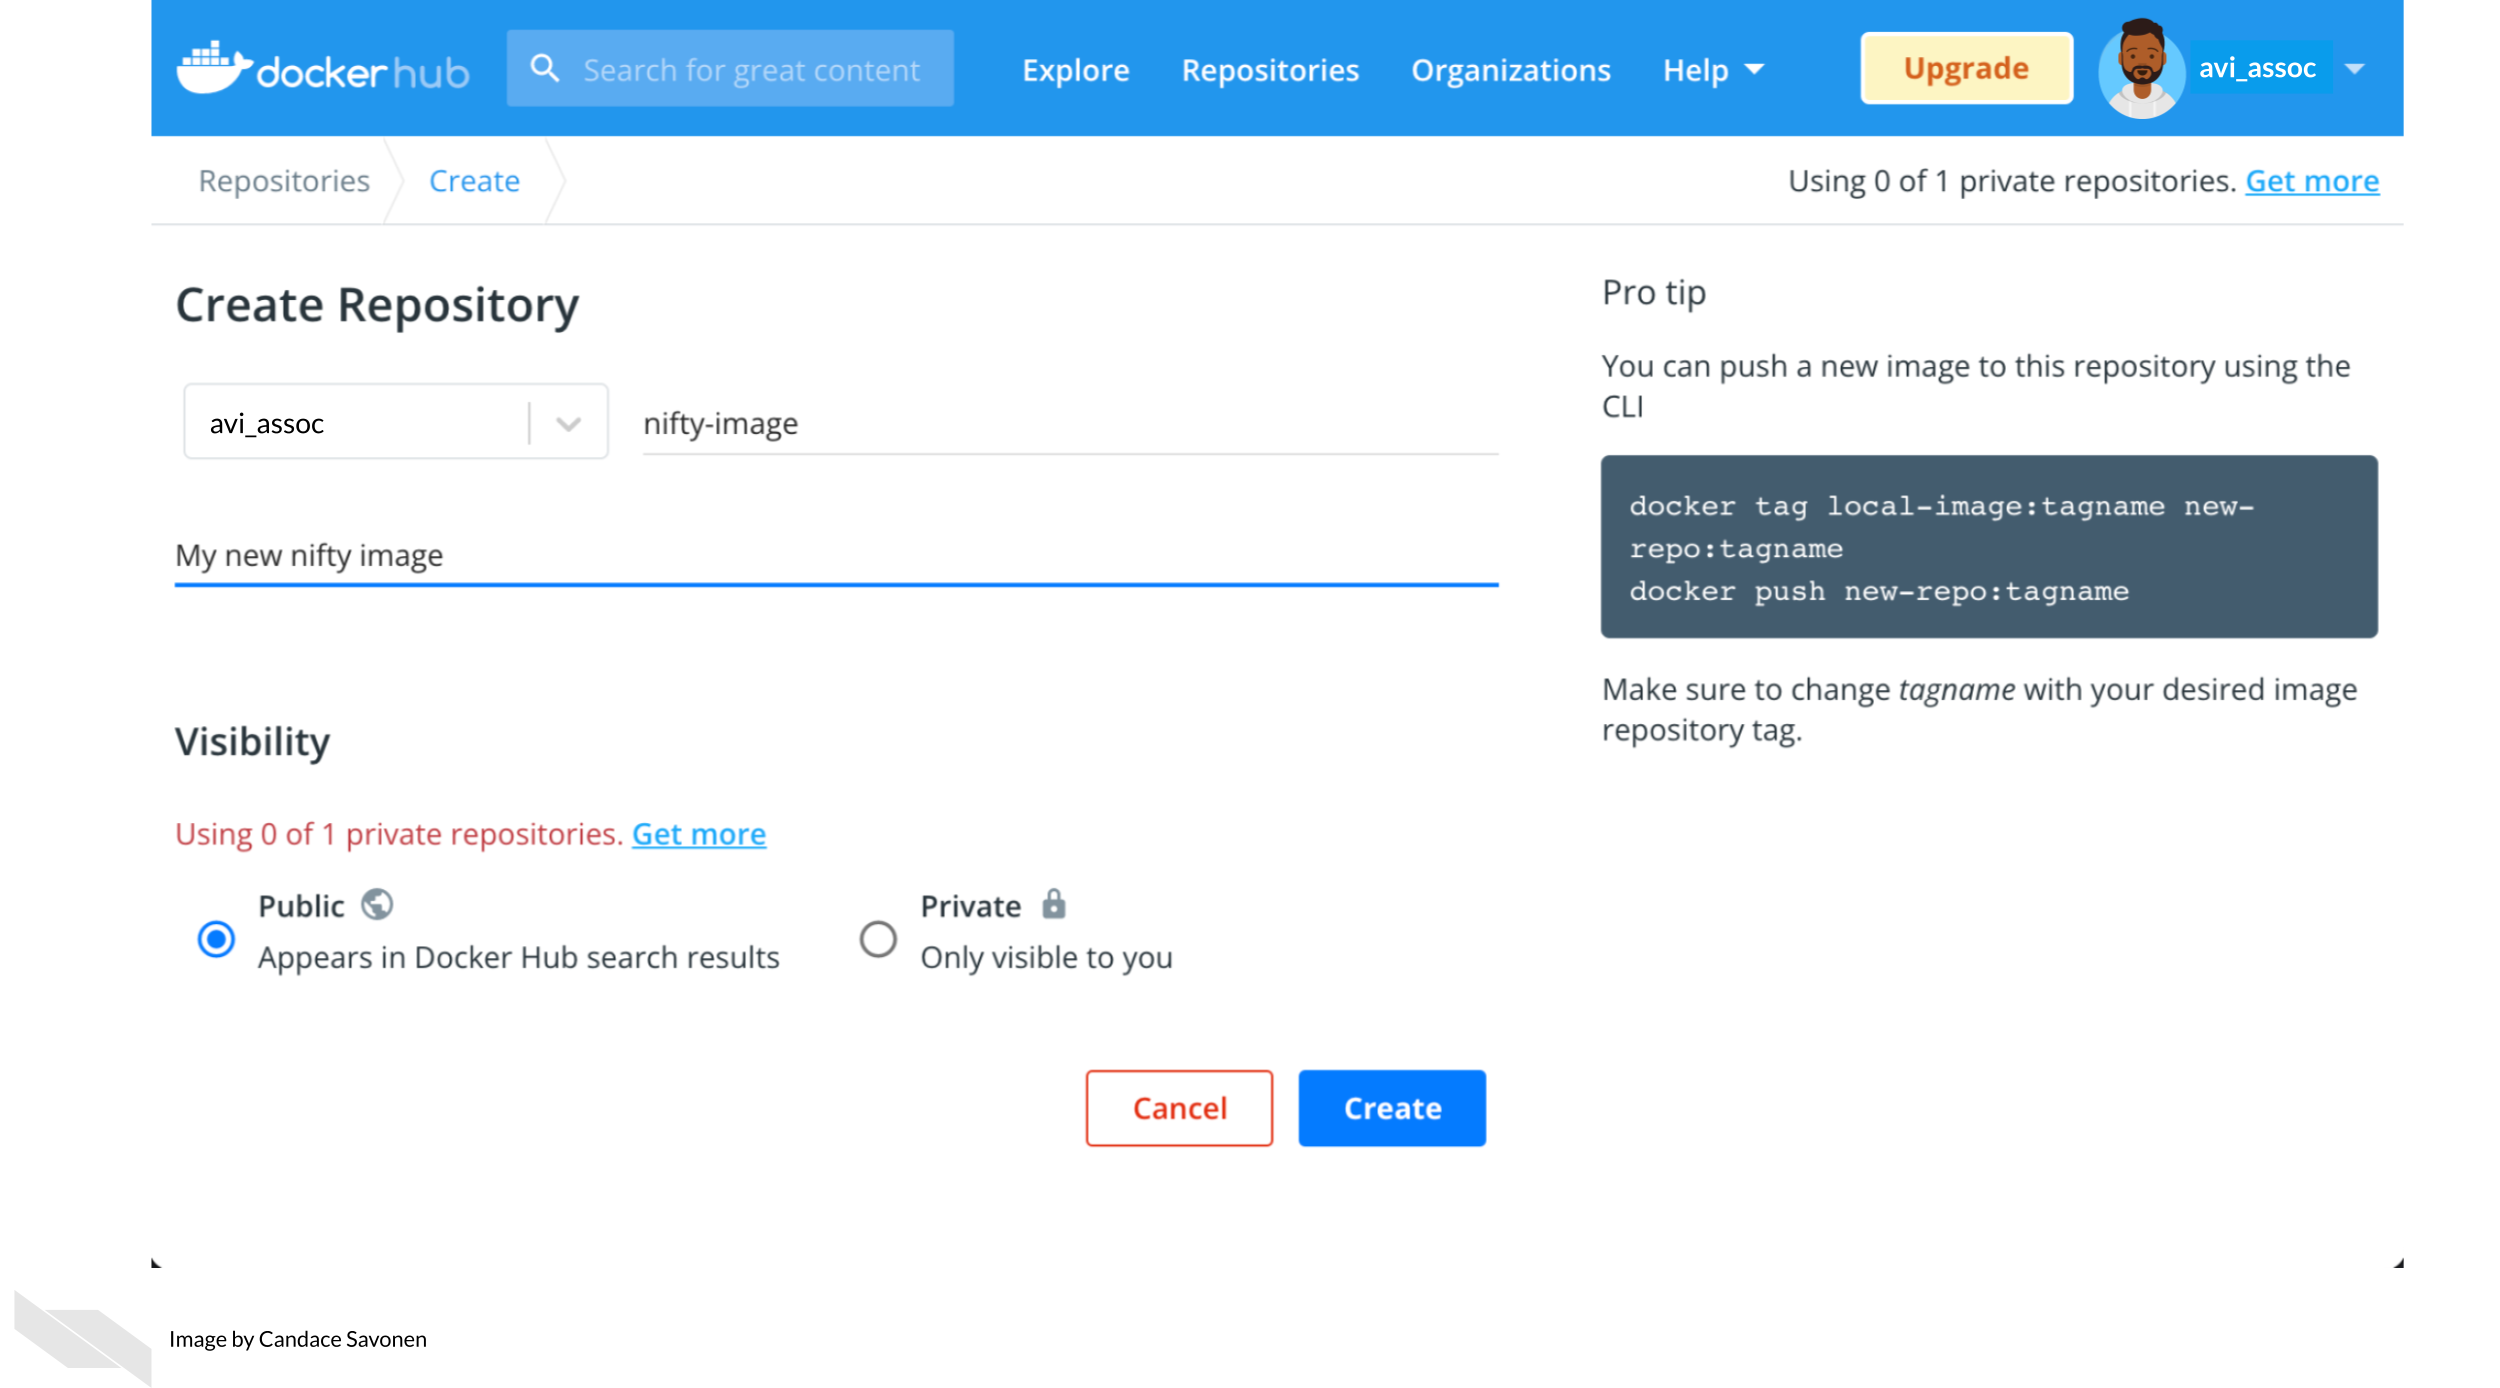 docker hub
Search for great content
Explore
Repositories
Organizations
Help
Upgrade
avi_assoc
Repositories
Create
Using 0 of 1 private repositories. Get more
Create Repository
avi_assoc
nifty-image
My new nifty image
Visibility
Using 0 of 1 private repositories. Get more
Public
Appears in Docker Hub search results
Private
Only visible to you
Cancel
Create
Pro tip
You can push a new image to this repository using the
CLI
docker tag local-image:tagname new-
repo:tagname
docker push new-repo:tagname
Make sure to change tagname with your desired image
repository tag.
Image by Candace Savonen